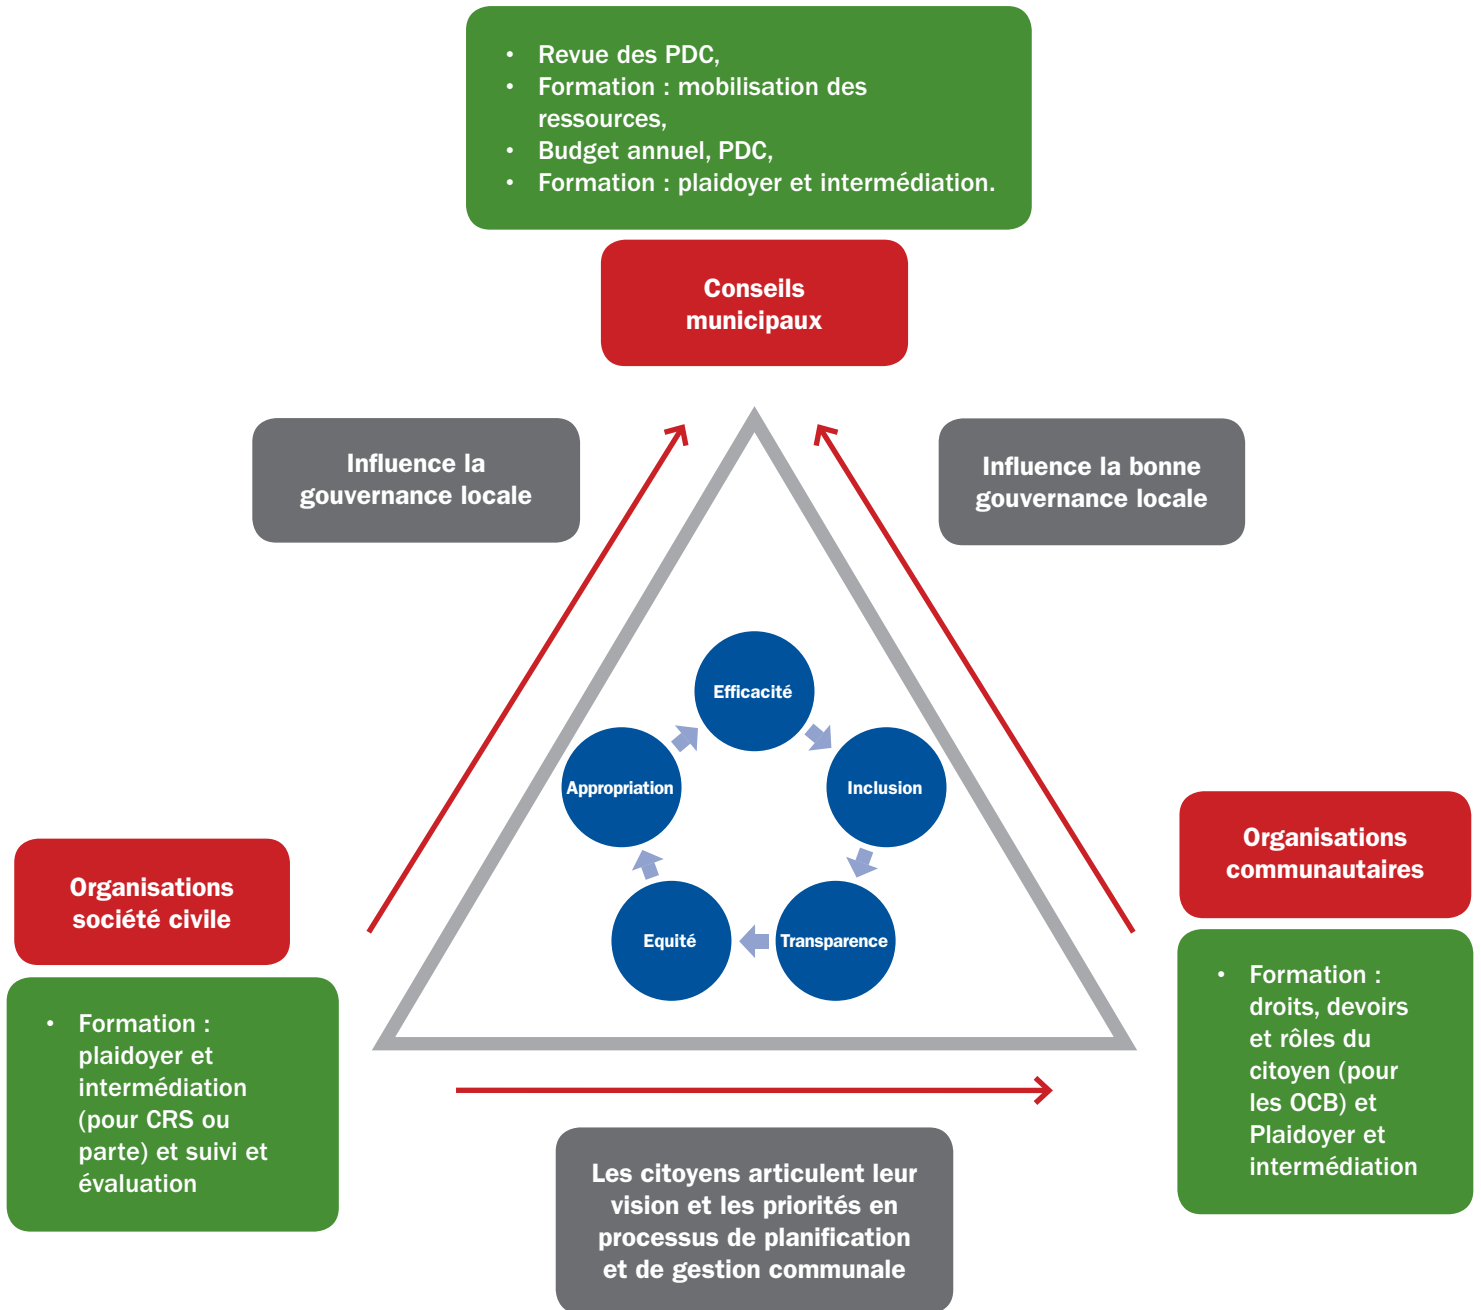 • Revue des PDC,
• Formation : mobilisation des
ressources,
• Budget annuel, PDC,
• Formation : plaidoyer et intermédiation.
Conseils
municipaux
Influence la
gouvernance locale
Influence la bonne
gouvernance locale
Efficacité
Appropriation
Inclusion
Equité
Transparence
Organisations
société civile
• Formation :
plaidoyer et
intermédiation
(pour CRS ou
parte) et suivi et
évaluation
Organisations
communautaires
• Formation :
droits, devoirs
et rôles du
citoyen (pour
les OCB) et
Plaidoyer et
intermédiation
Les citoyens articulent leur
vision et les priorités en
processus de planification
et de gestion communale